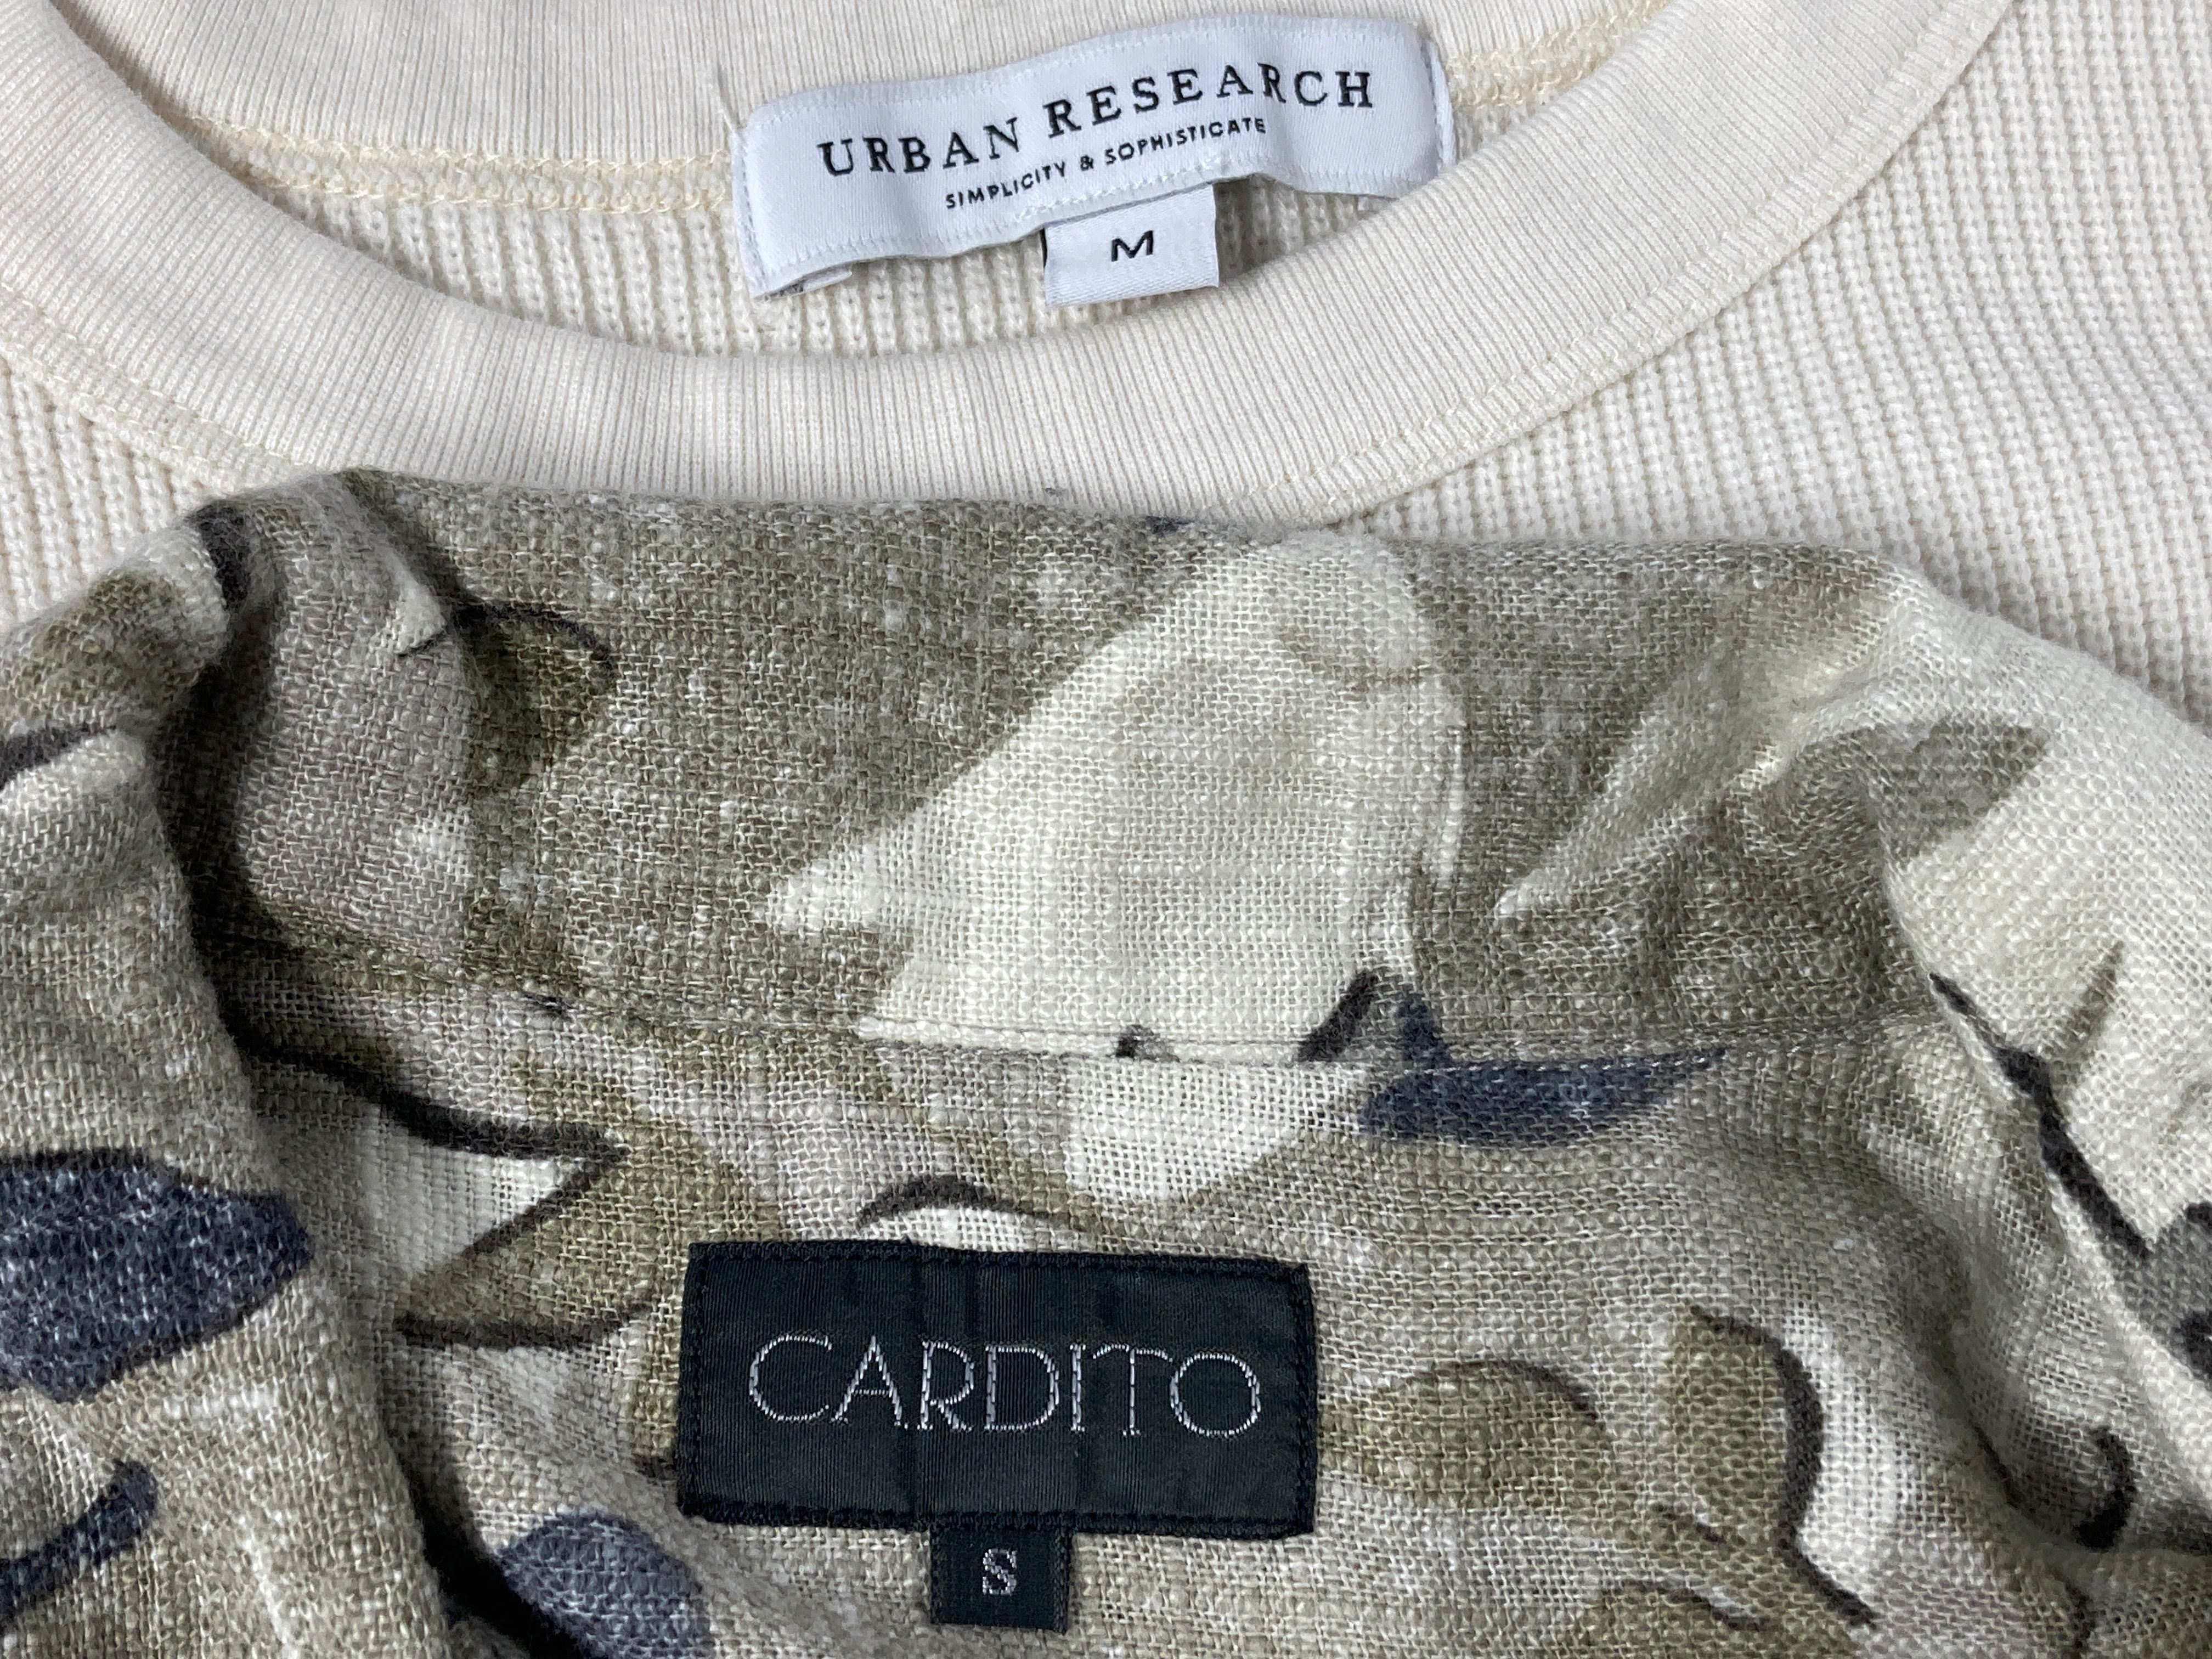 URBAN RESEARCH
SIMPLICITY & SOPHISTICATE
M
CARDITO
S